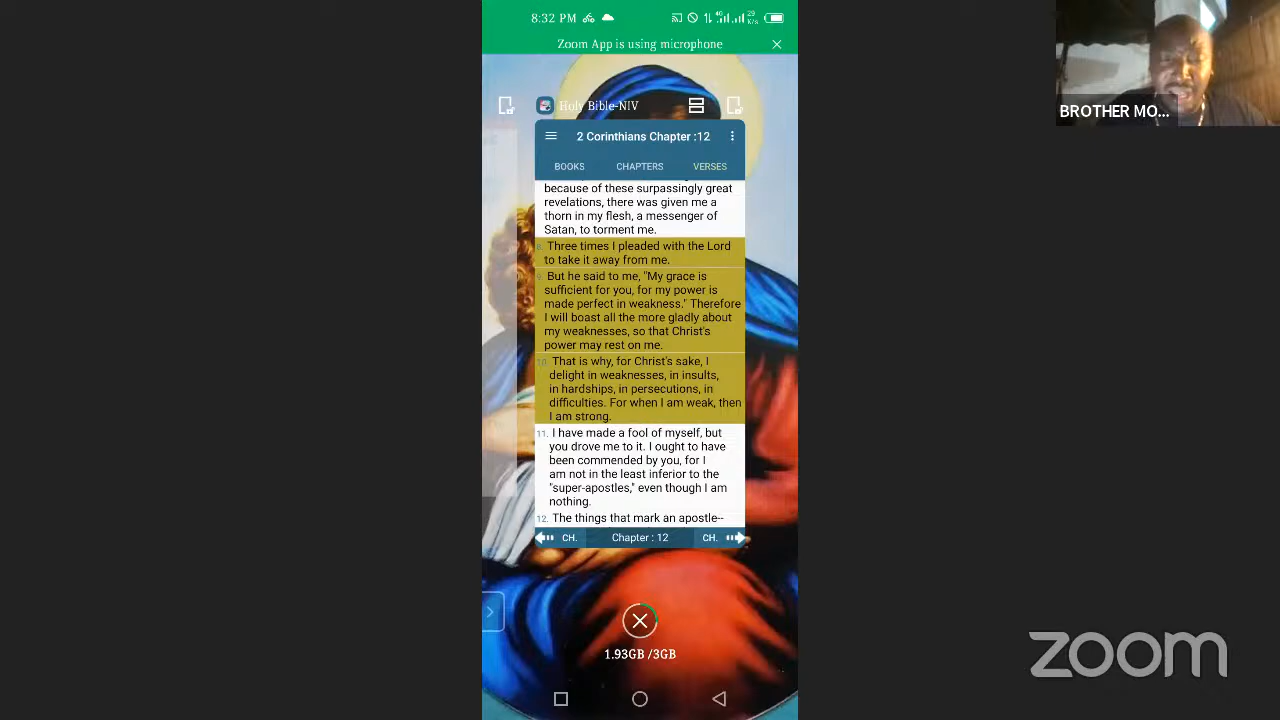 8:32 PM
4G
29
K/s
Zoom App is using microphone
BROTHER MO...
Holy Bible-NIV
2 Corinthians Chapter :12
BOOKS CHAPTERS VERSES
because of these surpassingly great
revelations, there was given me a
thorn in my flesh, a messenger of
Satan, to torment me.
8. Three times I pleaded with the Lord
to take it away from me.
9. But he said to me, "My grace is
sufficient for you, for my power is
made perfect in weakness." Therefore
I will boast all the more gladly about
my weaknesses, so that Christ's
power may rest on me.
10. That is why, for Christ's sake, I
delight in weaknesses, in insults,
in hardships, in persecutions, in
difficulties. For when I am weak, then
I am strong.
11. I have made a fool of myself, but
you drove me to it. I ought to have
been commended by you, for I
am not in the least inferior to the
"super-apostles," even though I am
nothing.
12. The things that mark an apostle--
CH. Chapter : 12 CH.
1.93GB /3GB
zoom